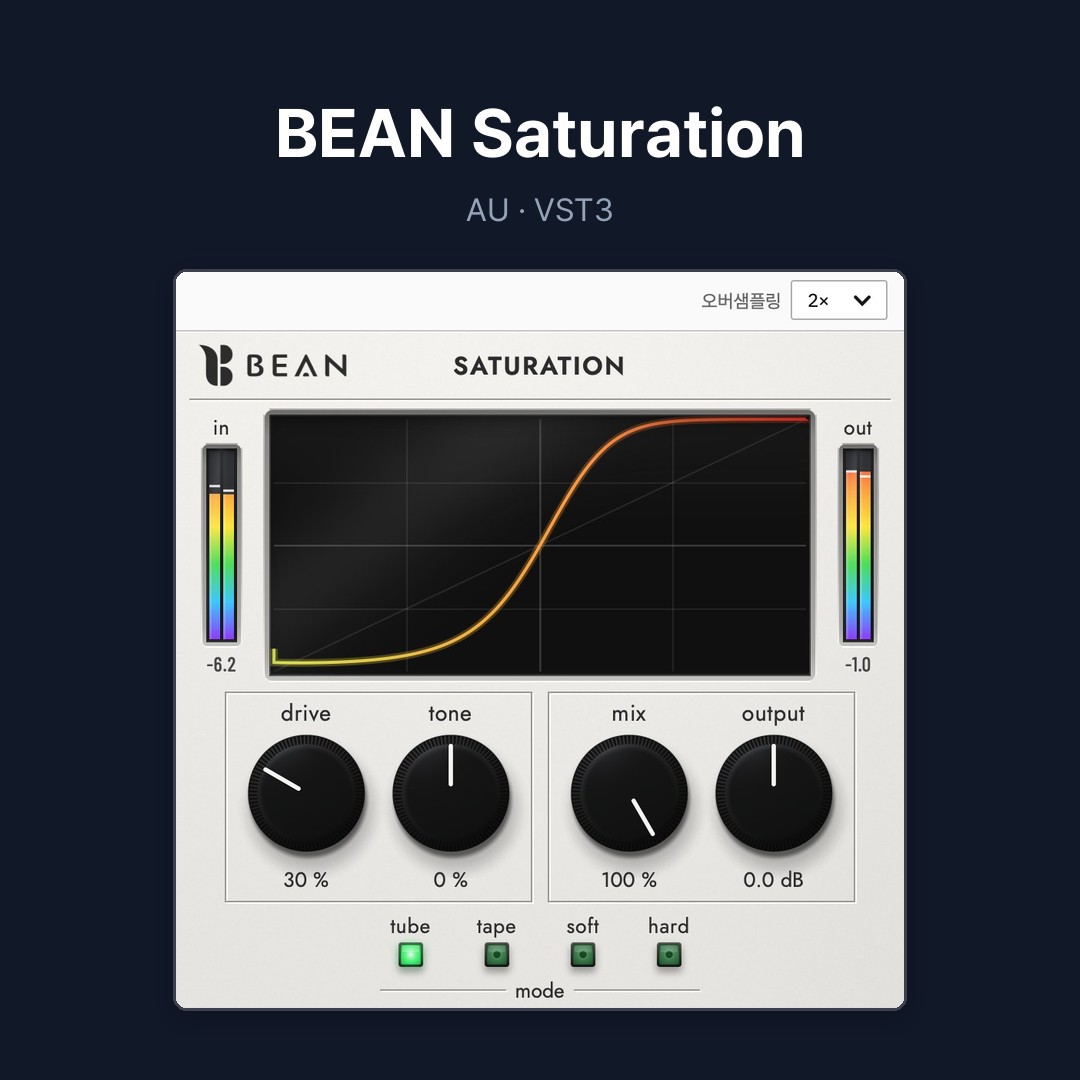 BEAN Saturation
AU · VST3
오버샘플링 2×
BEAN SATURATION
in out
-6.2 -1.0
drive tone mix output
30 % 0 % 100 % 0.0 dB
tube tape soft hard
mode